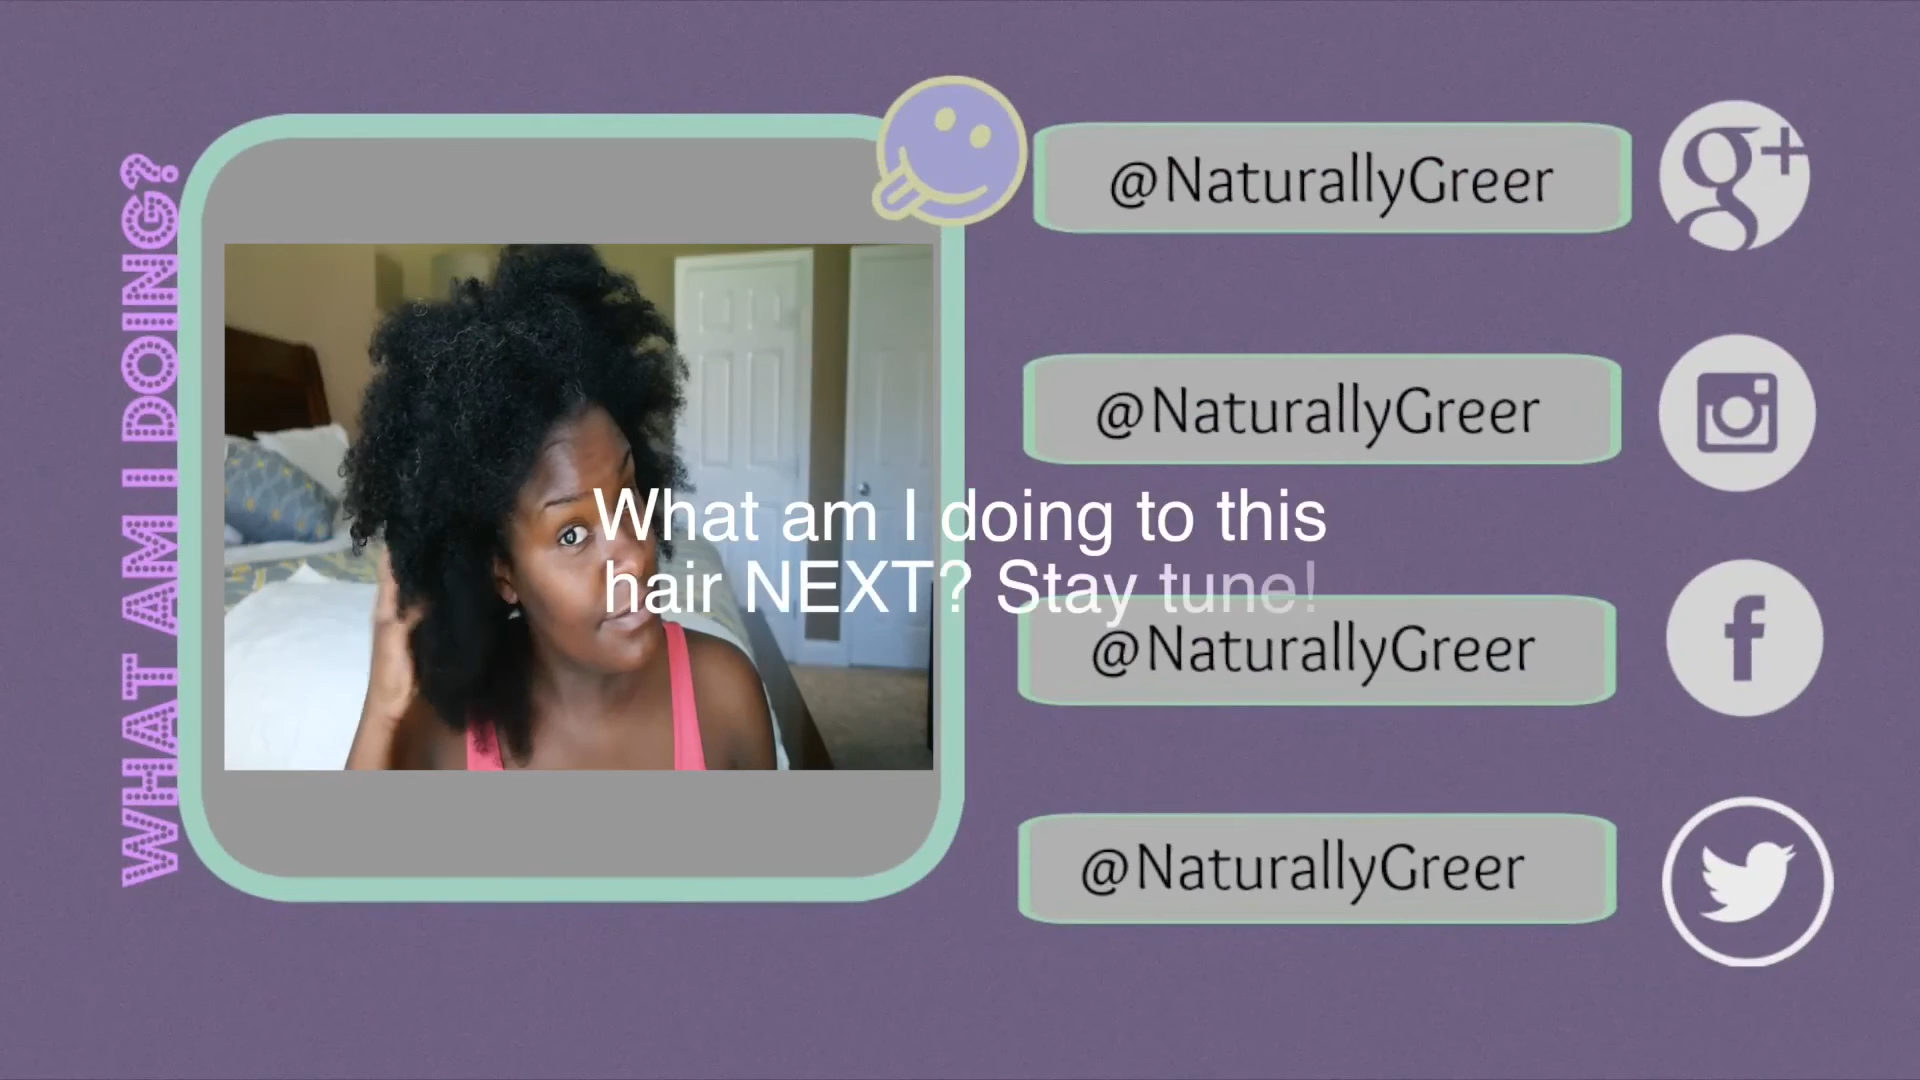 WHAT AM I DOING?
@NaturallyGreer
g+
@NaturallyGreer
What am I doing to this
hair NEXT? Stay tune!
@NaturallyGreer
f
@NaturallyGreer